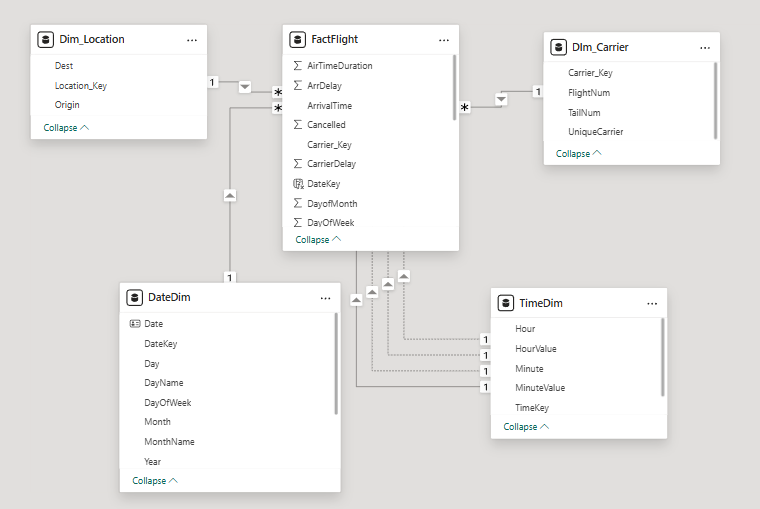 Dim_Location
...
Dest
Location_Key
Origin
Collapse
FactFlight
...
AirTimeDuration
ArrDelay
ArrivalTime
Cancelled
Carrier_Key
CarrierDelay
DateKey
DayofMonth
DayOfWeek
Collapse
DIm_Carrier
...
Carrier_Key
FlightNum
TailNum
UniqueCarrier
Collapse
1
*
*
*
1
1
DateDim
...
Date
DateKey
Day
DayName
DayOfWeek
Month
MonthName
Year
Collapse
1
1
1
1
TimeDim
...
Hour
HourValue
Minute
MinuteValue
TimeKey
Collapse